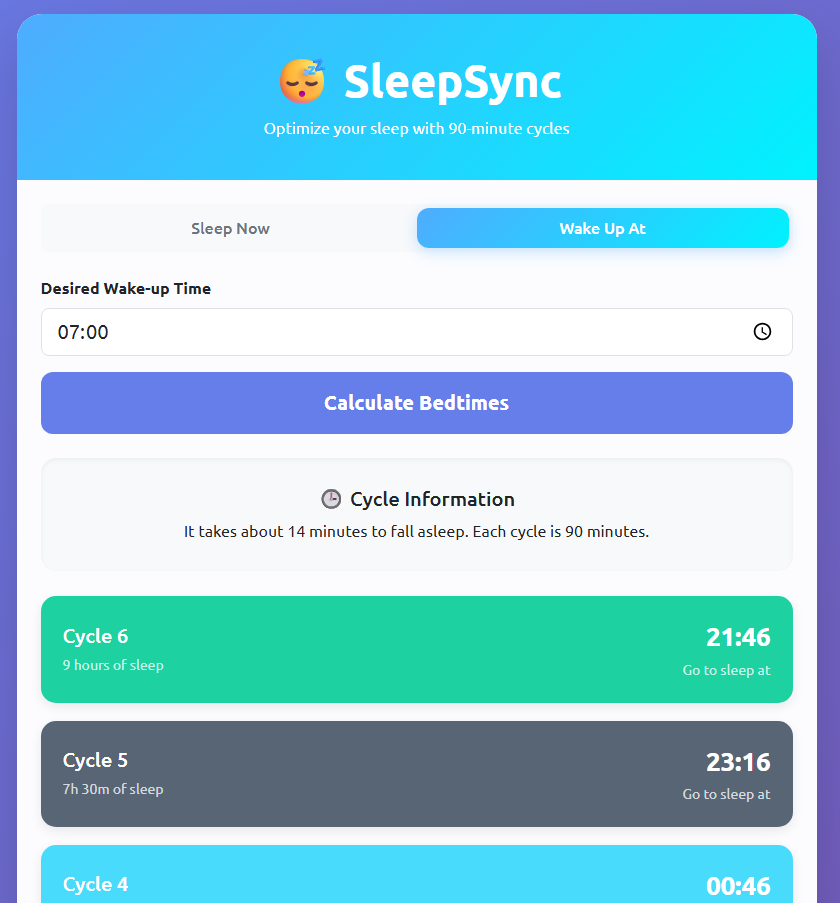 SleepSync
Optimize your sleep with 90-minute cycles
Sleep Now
Wake Up At
Desired Wake-up Time
07:00
Calculate Bedtimes
Cycle Information
It takes about 14 minutes to fall asleep. Each cycle is 90 minutes.
Cycle 6
21:46
9 hours of sleep
Go to sleep at
Cycle 5
23:16
7h 30m of sleep
Go to sleep at
Cycle 4
00:46